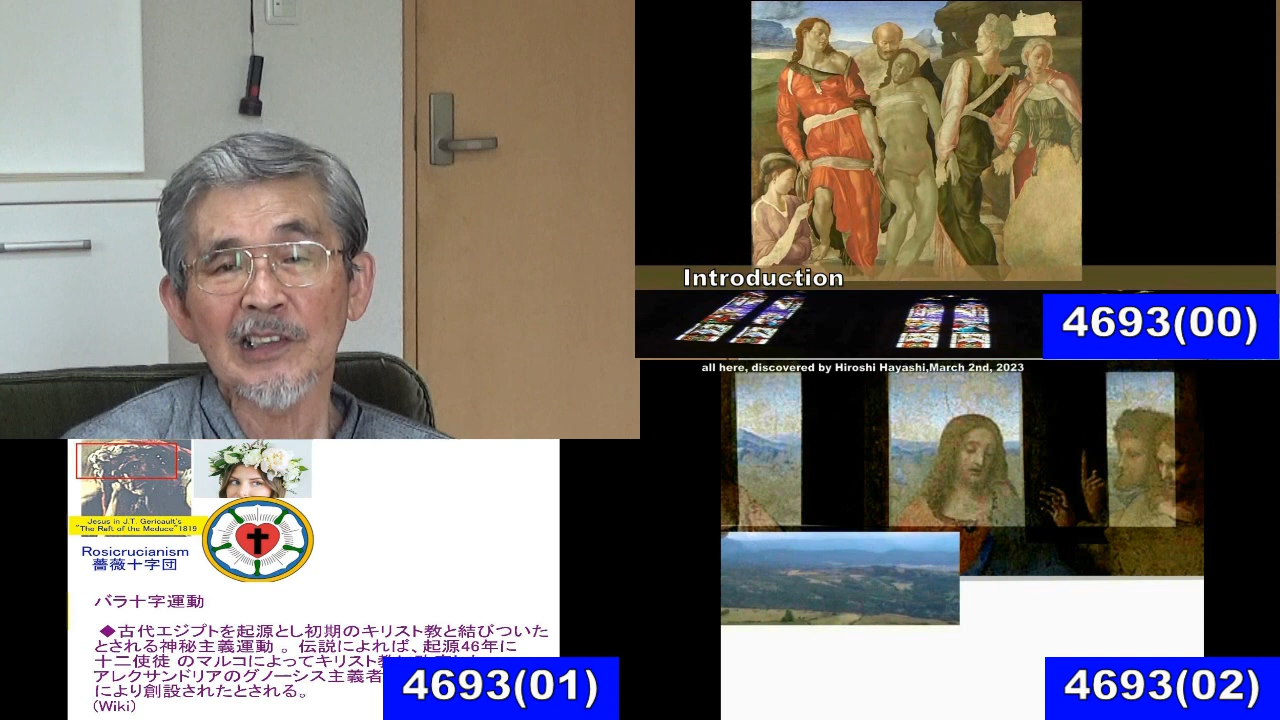 Introduction
4693(00)
all here, discovered by Hiroshi Hayashi,March 2nd, 2023
Jesus in J.T. Gericault's
"The Raft of the Meduce" 1819
Rosicrucianism
薔薇十字団
バラ十字運動
◆古代エジプトを起源とし初期のキリスト教と結びついた
とされる神秘主義運動 。伝説によれば、起源46年に
十二使徒 のマルコによってキリスト教
アレクサンドリアのグノーシス主義者
により創設されたとされる。
(Wiki)
4693(01)
4693(02)